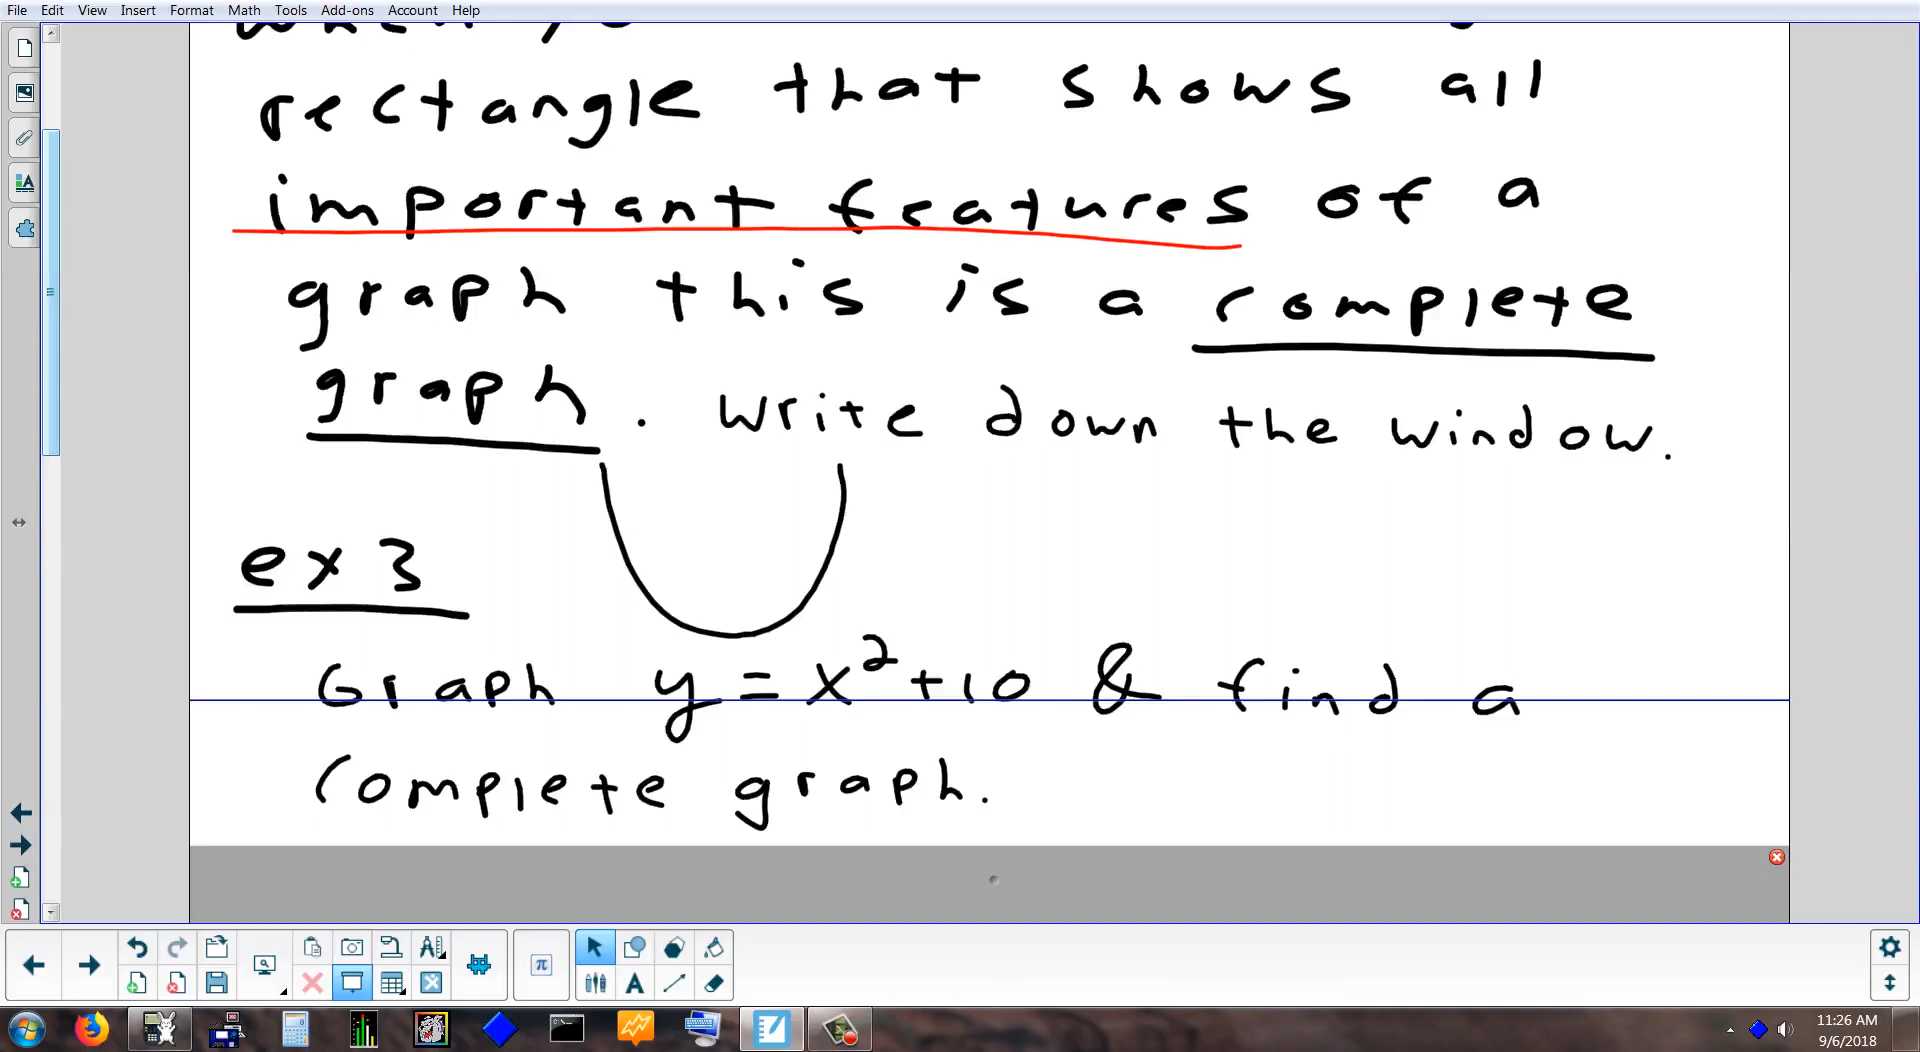 File Edit View Insert Format Math Tools Add-ons Account Help
rectangle that shows all
important features of a
graph this is a complete
graph. Write down the window.
ex 3
Graph y = x² + 10 & find a
complete graph.
π
A
11:26 AM
9/6/2018